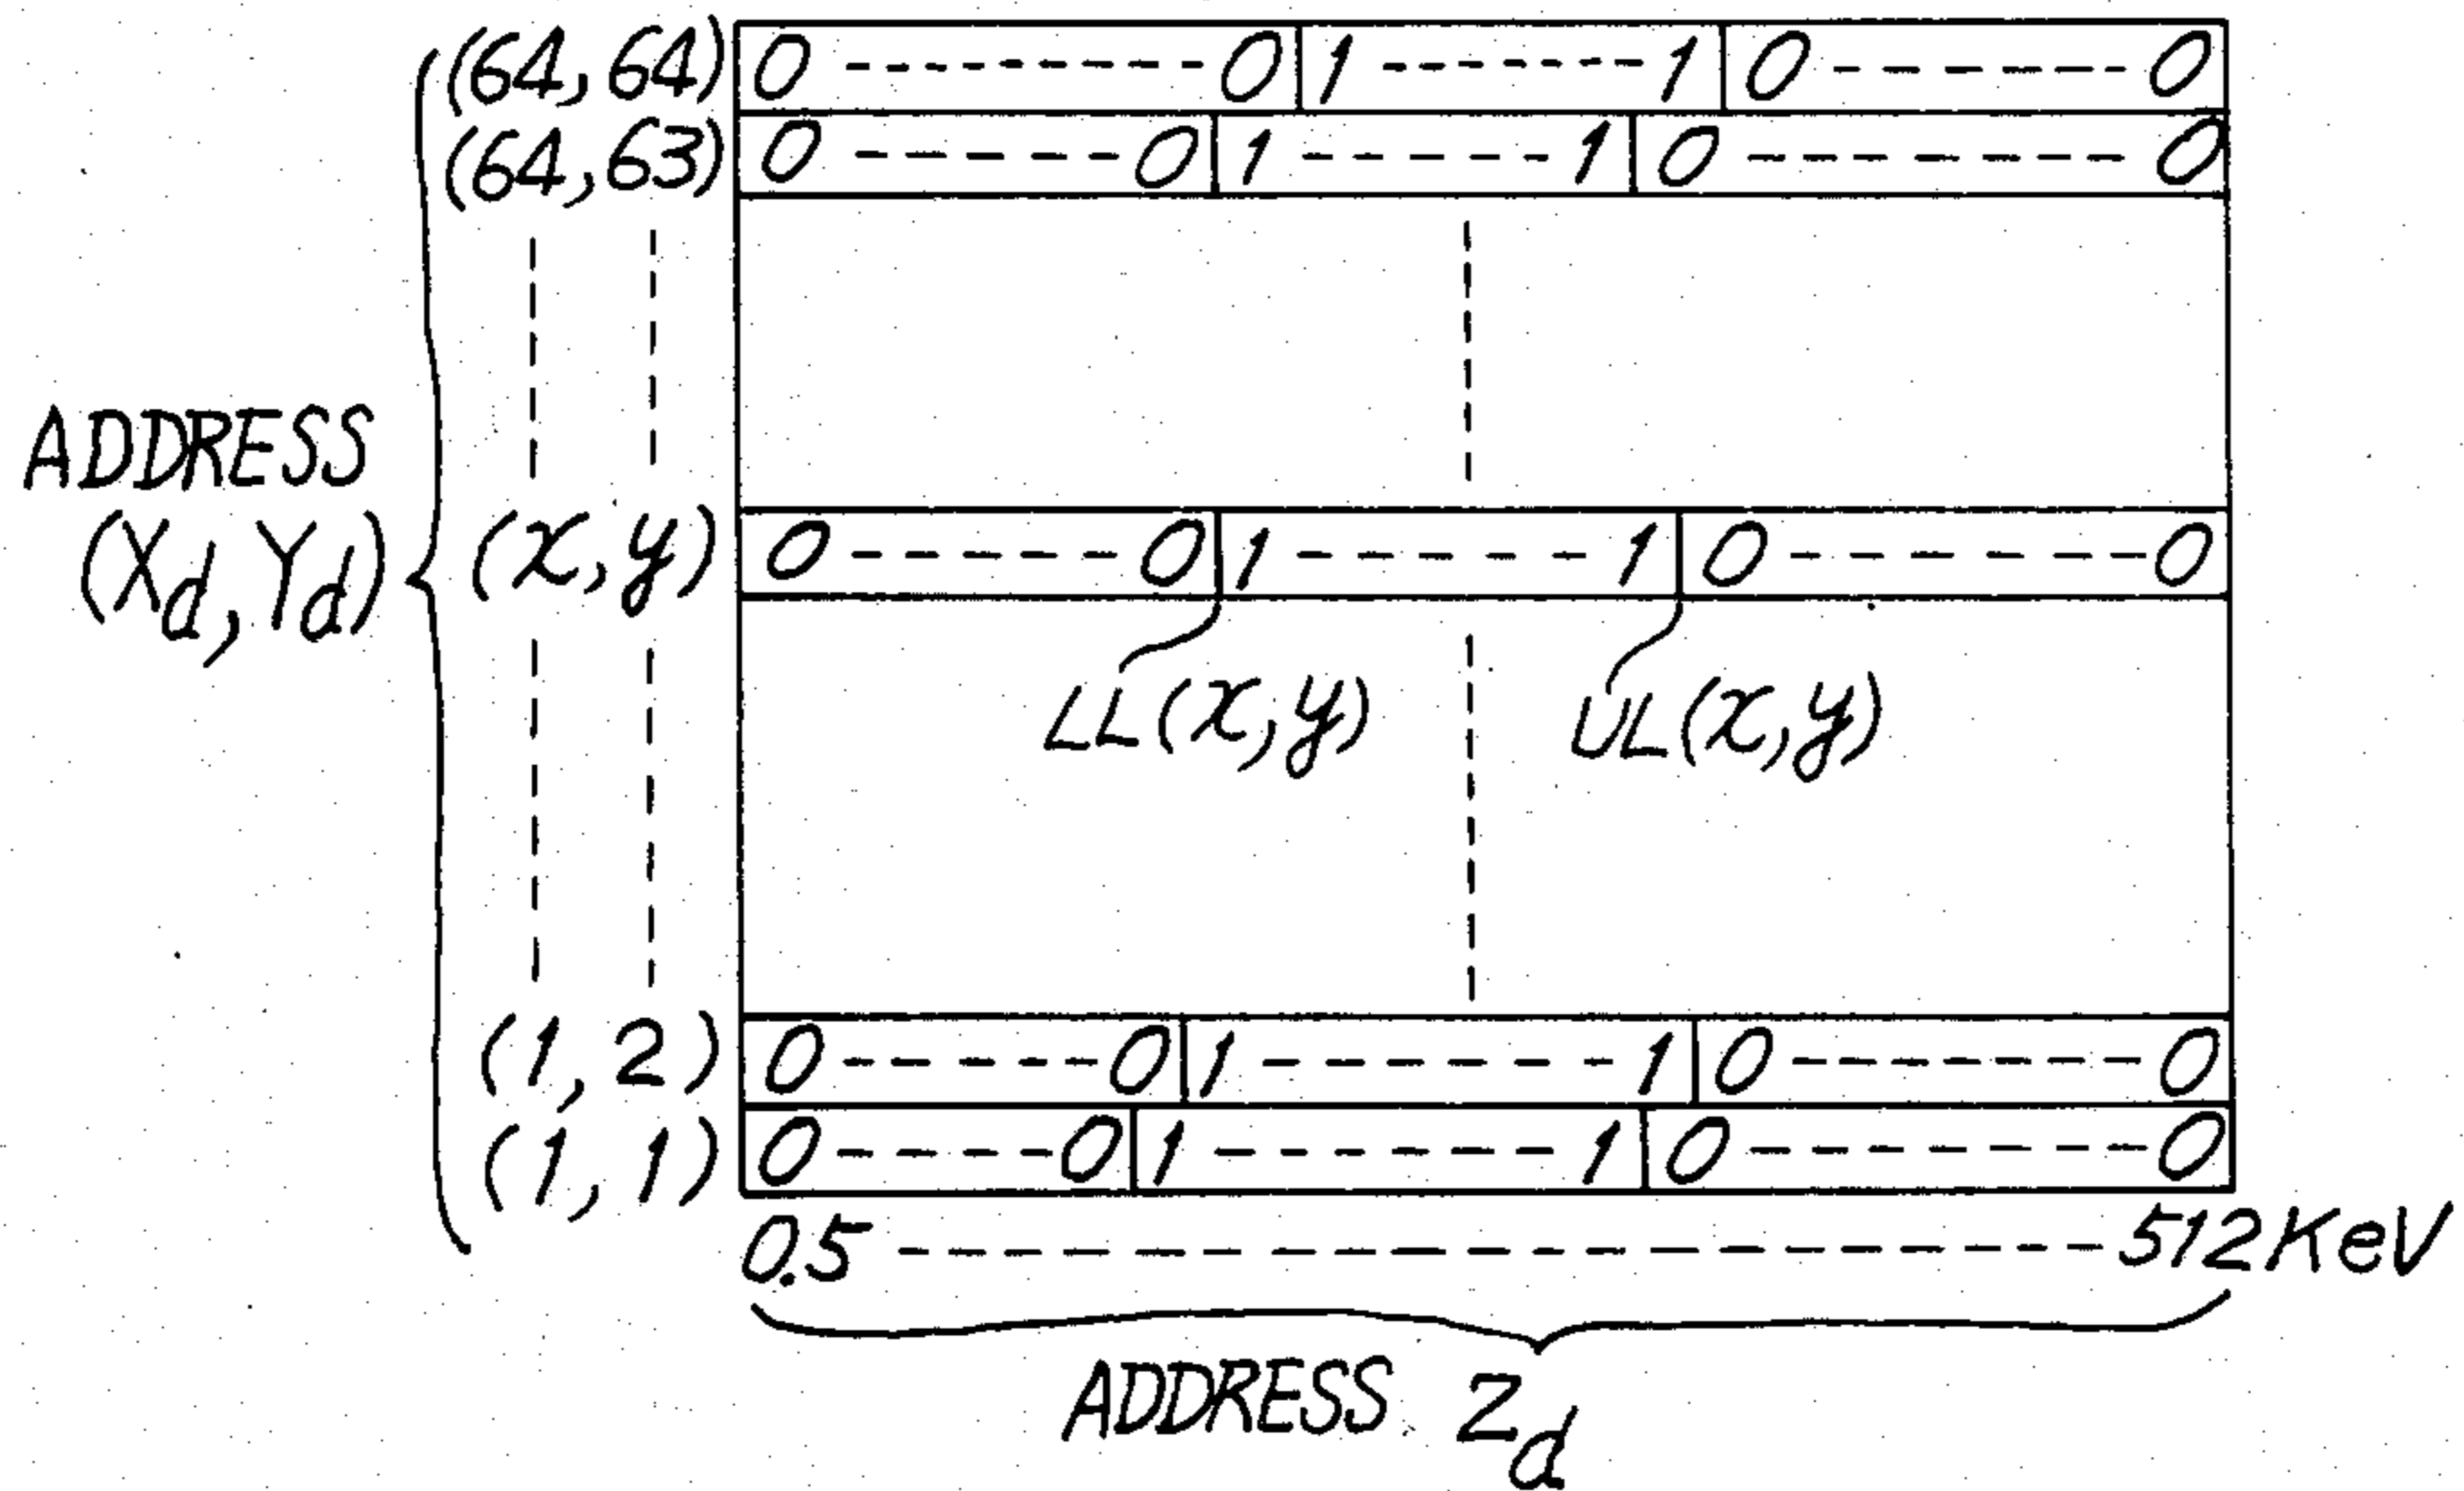 (64, 64) 0 ---------- 0 1 ------- 1 0 ------ 0
(64, 63) 0 ------ 0 1 ----- 1 0 ------- 0
ADDRESS
(Xd, Yd)
(x, y) 0 ------ 0 1 ------ 1 0 ------ 0
LL(x, y) UL(x, y)
(1, 2) 0 ------ 0 1 ------- 1 0 ------ 0
(1, 1) 0 ----- 0 1 ------ 1 0 ------- 0
0.5 ------------------ 512 KeV
ADDRESS Zd